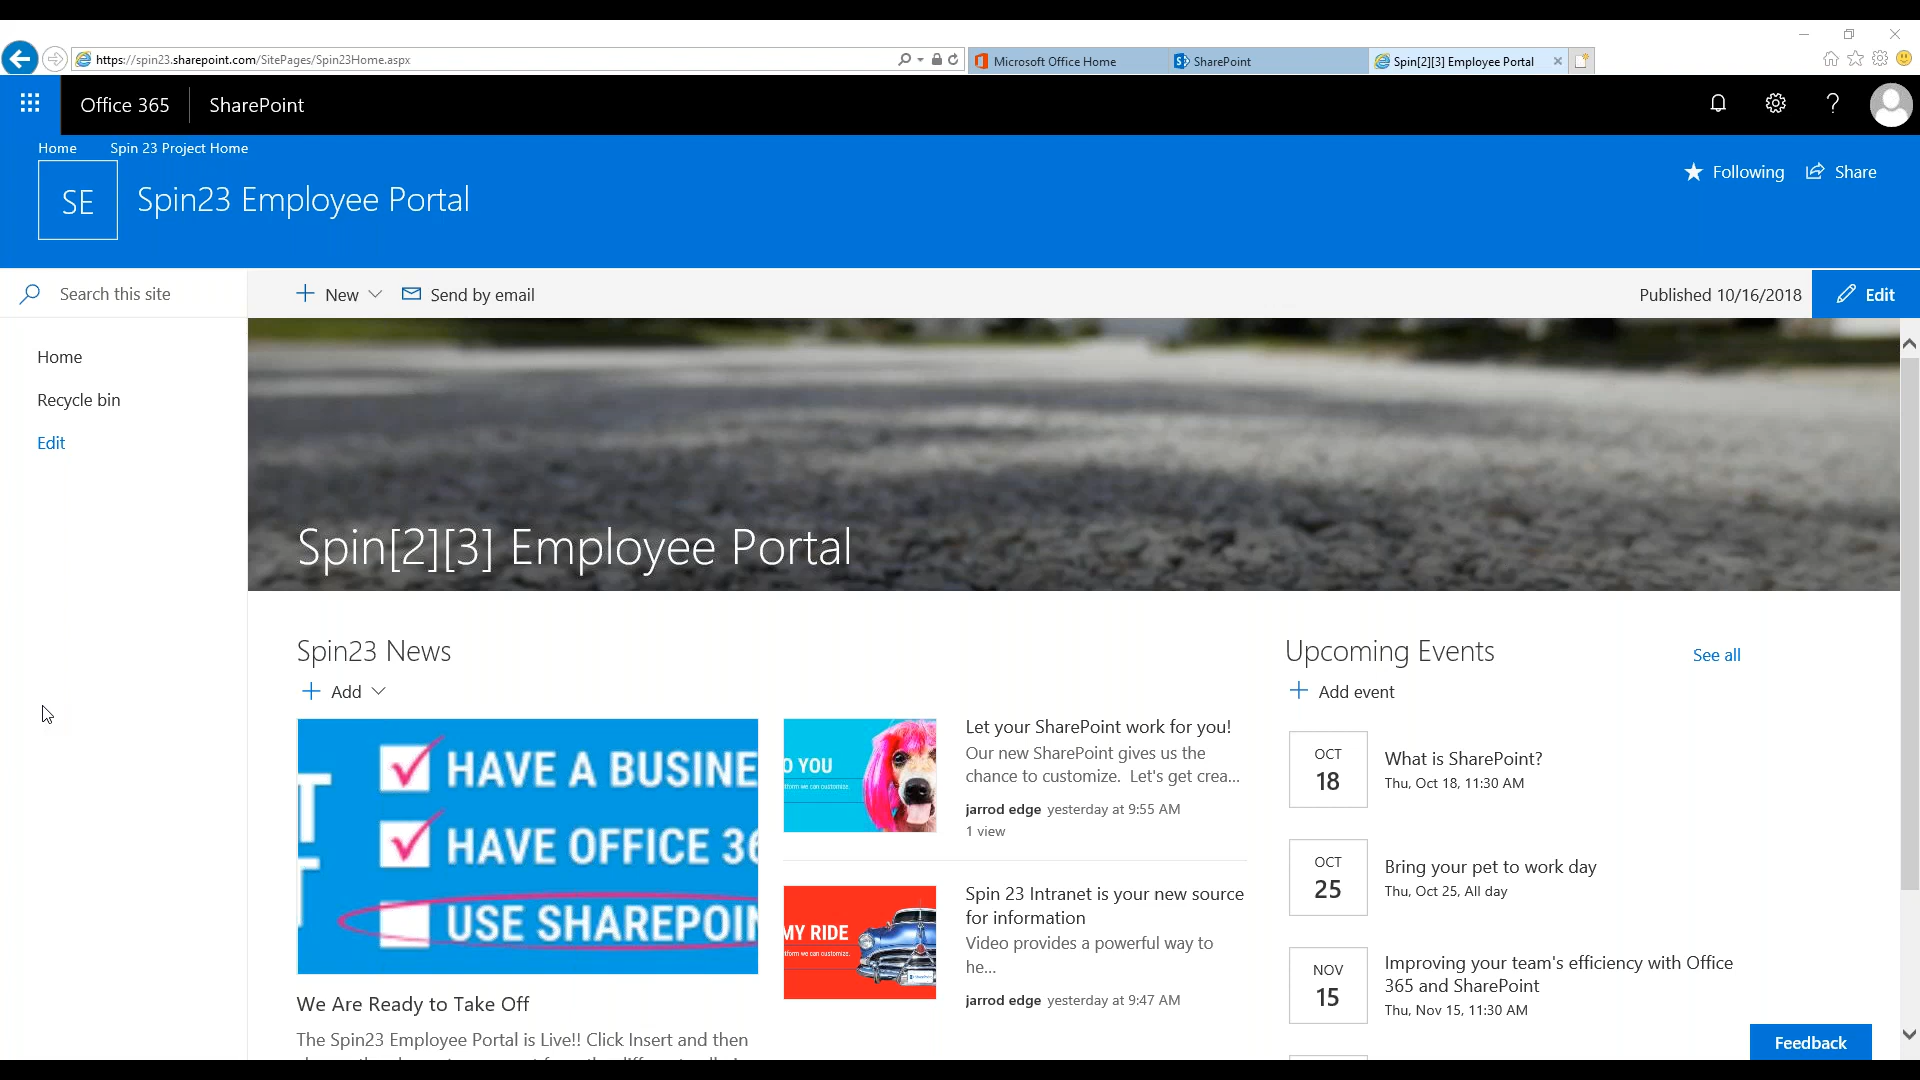 https://spin23.sharepoint.com/SitePages/Spin23Home.aspx
Microsoft Office Home
SharePoint
Spin[2][3] Employee Portal
Office 365
SharePoint
Home
Spin 23 Project Home
SE
Spin23 Employee Portal
Following
Share
Search this site
New
Send by email
Published 10/16/2018
Edit
Home
Recycle bin
Edit
Spin[2][3] Employee Portal
Spin23 News
Add
HAVE A BUSINE
HAVE OFFICE 36
USE SHAREPOIN
We Are Ready to Take Off
The Spin23 Employee Portal is Live!! Click Insert and then
O YOU
tform we can customize.
Let your SharePoint work for you!
Our new SharePoint gives us the
chance to customize. Let's get crea...
jarrod edge yesterday at 9:55 AM
1 view
MY RIDE
tform we can customize.
Spin 23 Intranet is your new source
for information
Video provides a powerful way to
he...
jarrod edge yesterday at 9:47 AM
Upcoming Events
See all
Add event
OCT
18
What is SharePoint?
Thu, Oct 18, 11:30 AM
OCT
25
Bring your pet to work day
Thu, Oct 25, All day
NOV
15
Improving your team's efficiency with Office
365 and SharePoint
Thu, Nov 15, 11:30 AM
Feedback